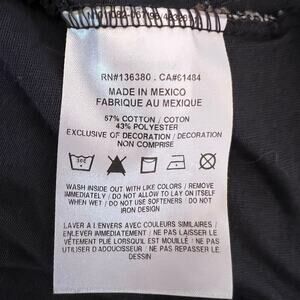 RN#136380 . CA#61484
MADE IN MEXICO
FABRIQUE AU MEXIQUE
57% COTTON / COTON
43% POLYESTER
EXCLUSIVE OF DECORATION / DECORATION
NON COMPRISE
WASH INSIDE OUT WITH LIKE COLORS / REMOVE
IMMEDIATELY / DO NOT ALLOW TO LAY ON ITSELF
WHEN WET / DO NOT USE SOFTENERS / DO NOT
IRON DESIGN
LAVER A L ENVERS AVEC COULEURS SIMILAIRES /
ENLEVER IMMEDIATEMENT / NE PAS LAISSER LE
VÊTEMENT PLIÉ LORSQU'IL EST MOUILLÉ / NE PAS
UTILISER D'ADOUCISSEUR / NE PAS REPASSER LE
DESSIN